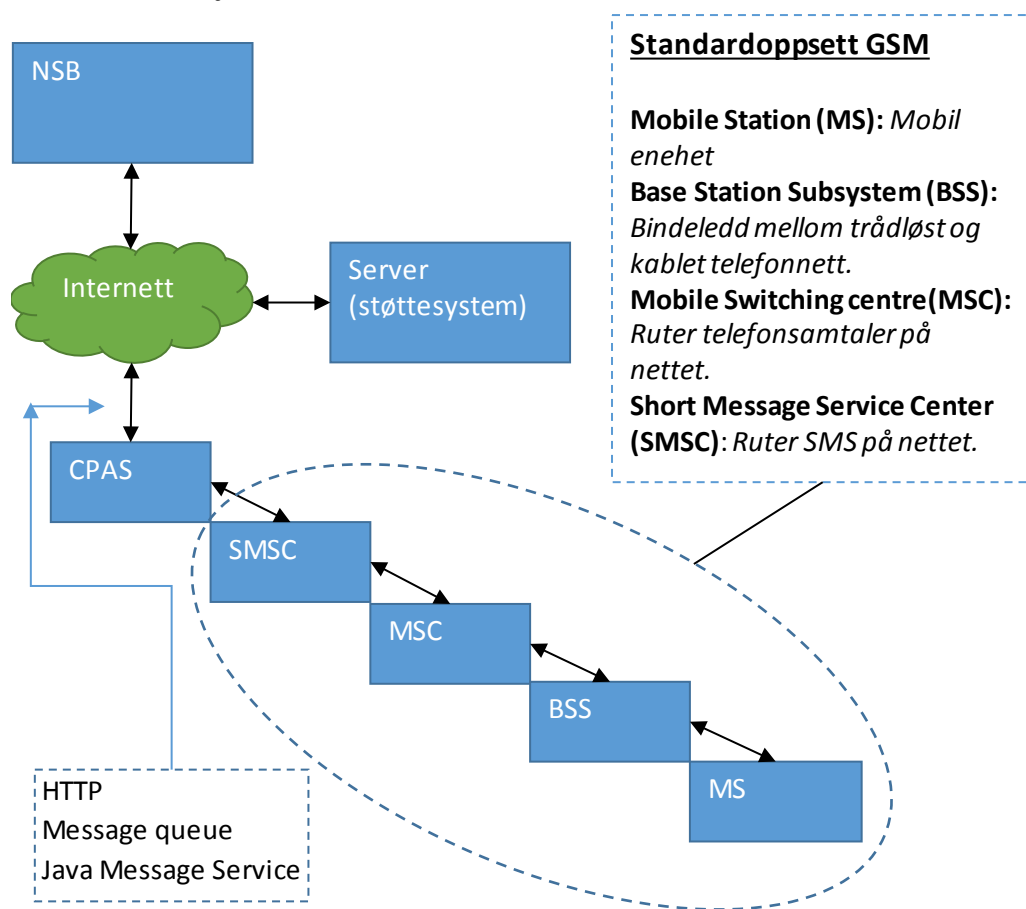 NSB
Internett
Server
(støttesystem)
CPAS
SMSC
MSC
BSS
MS
HTTP
Message queue
Java Message Service
Standardoppsett GSM
Mobile Station (MS): Mobil
enehet
Base Station Subsystem (BSS):
Bindeledd mellom trådløst og
kablet telefonnett.
Mobile Switching centre(MSC):
Ruter telefonsamtaler på
nettet.
Short Message Service Center
(SMSC): Ruter SMS på nettet.